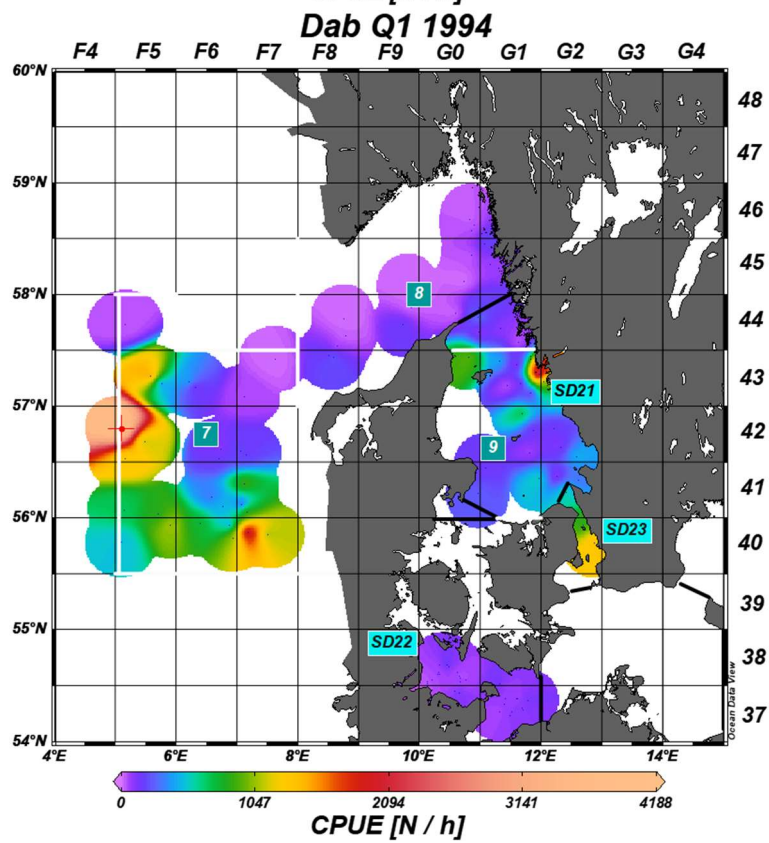 Dab Q1 1994
F4 F5 F6 F7 F8 F9 G0 G1 G2 G3 G4
60°N
48
47
59°N
46
45
58°N
8
44
43
SD21
57°N
7
9
42
41
56°N
SD23
40
39
55°N
SD22
38
37
54°N
Ocean Data View
4°E 6°E 8°E 10°E 12°E 14°E
0 1047 2094 3141 4188
CPUE [N / h]